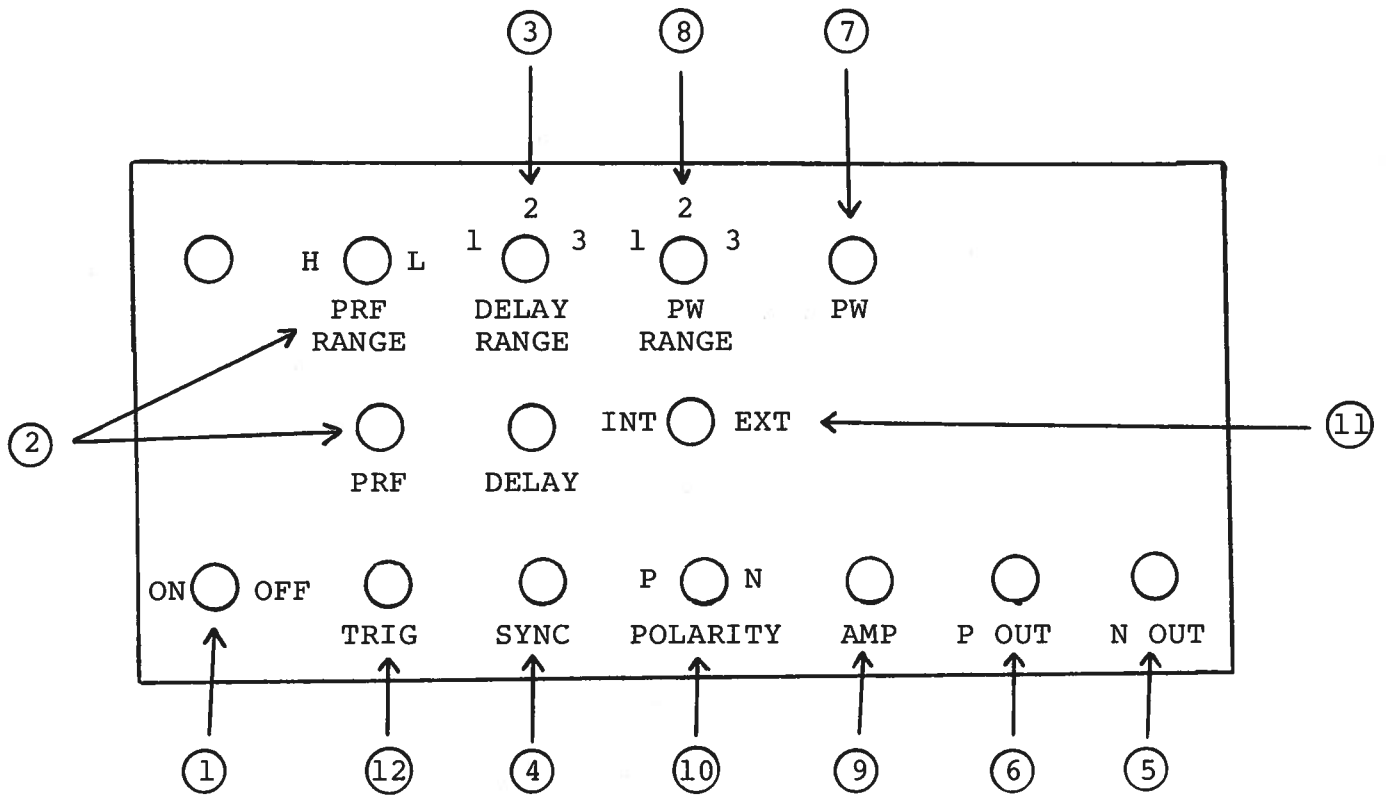 3 8 7
2 2
H L 1 3 1 3
PRF DELAY PW PW
RANGE RANGE RANGE
INT EXT
2 11
PRF DELAY
ON OFF P N
TRIG SYNC POLARITY AMP P OUT N OUT
1 12 4 10 9 6 5